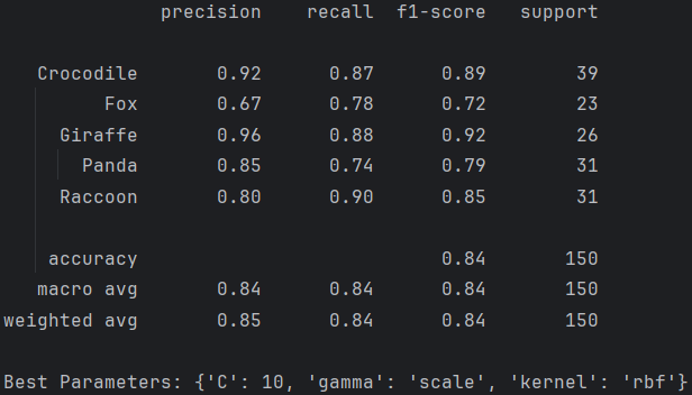 precision recall f1-score support
Crocodile 0.92 0.87 0.89 39
Fox 0.67 0.78 0.72 23
Giraffe 0.96 0.88 0.92 26
Panda 0.85 0.74 0.79 31
Raccoon 0.80 0.90 0.85 31
accuracy 0.84 150
macro avg 0.84 0.84 0.84 150
weighted avg 0.85 0.84 0.84 150
Best Parameters: {'C': 10, 'gamma': 'scale', 'kernel': 'rbf'}